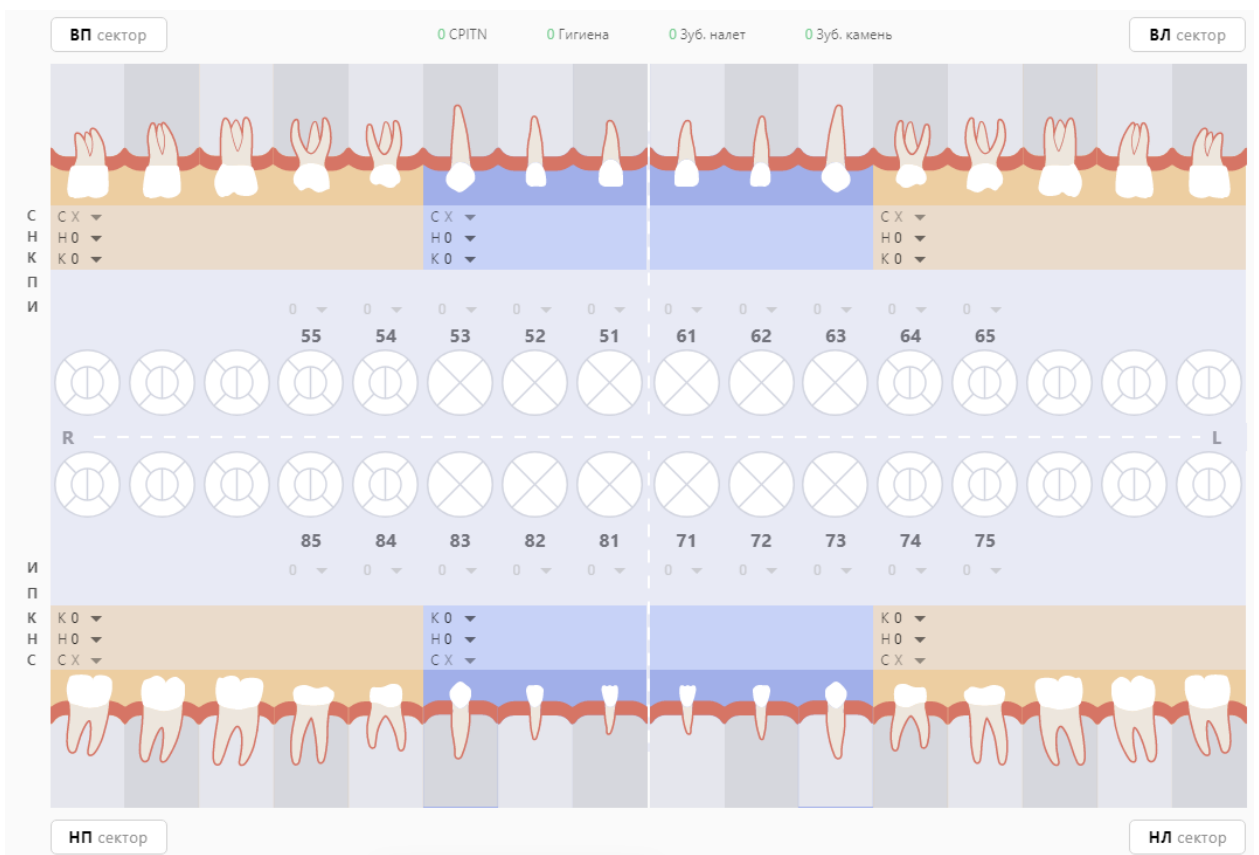 ВП сектор 0 CPITN 0 Гигиена 0 Зуб. налет 0 Зуб. камень ВЛ сектор
С С X С X С X
Н Н 0 Н 0 Н 0
К К 0 К 0 К 0
П
И 0 0 0 0 0 0 0 0 0 0
55 54 53 52 51 61 62 63 64 65
R L
85 84 83 82 81 71 72 73 74 75
И 0 0 0 0 0 0 0 0 0 0
П
К К 0 К 0 К 0
Н Н 0 Н 0 Н 0
С С X С X С X
НП сектор НЛ сектор